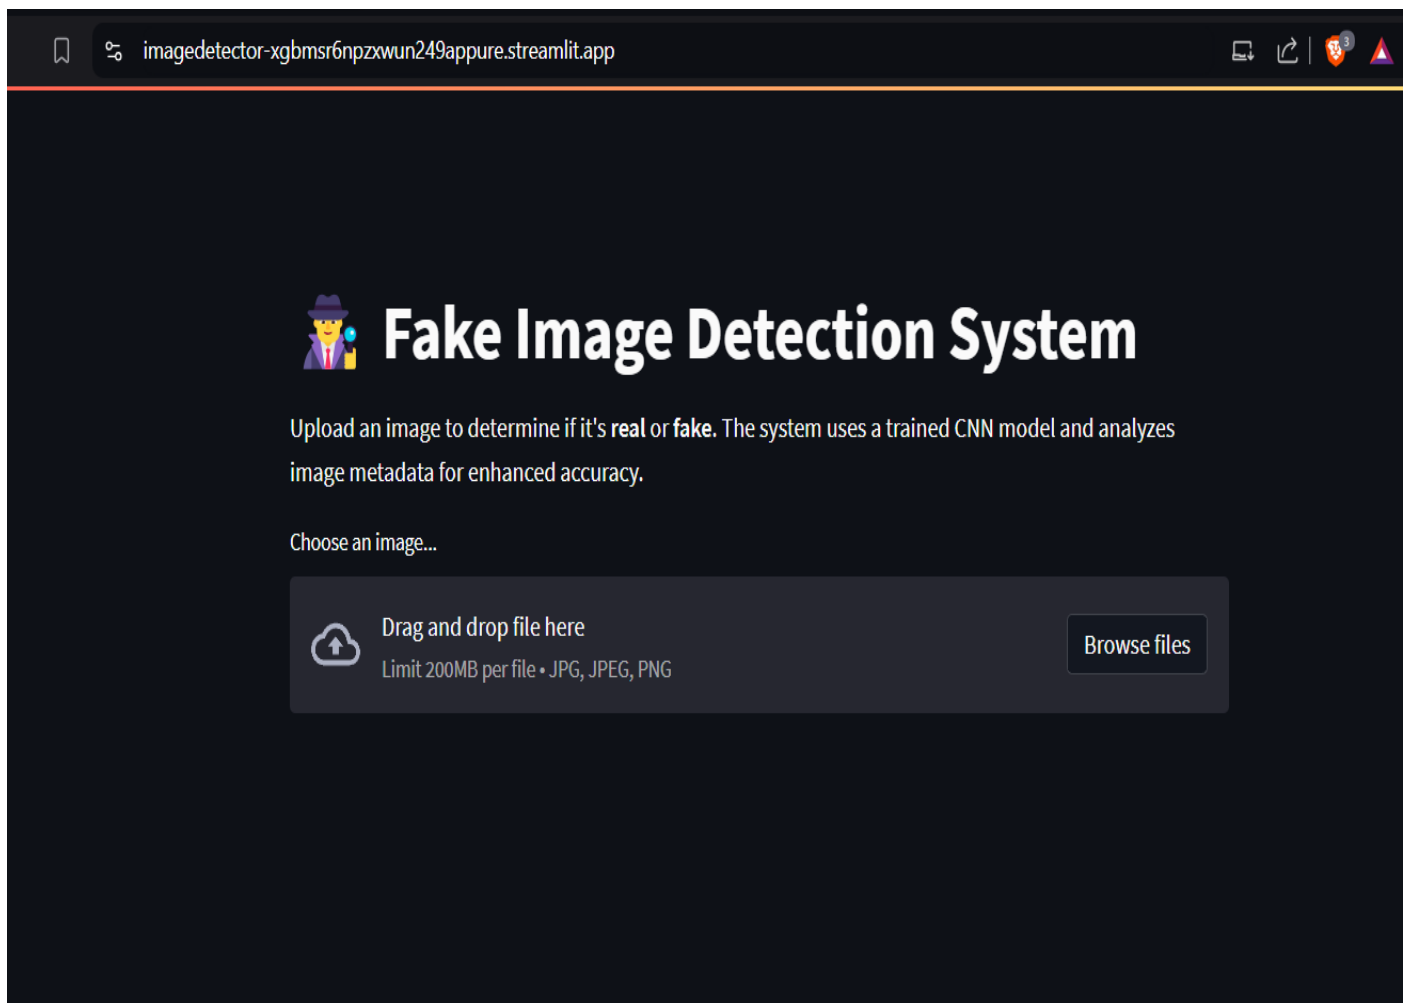 imagedetector-xgbmsr6npzxwun249appure.streamlit.app
3
Fake Image Detection System
Upload an image to determine if it's real or fake. The system uses a trained CNN model and analyzes
image metadata for enhanced accuracy.
Choose an image...
Drag and drop file here
Limit 200MB per file • JPG, JPEG, PNG
Browse files